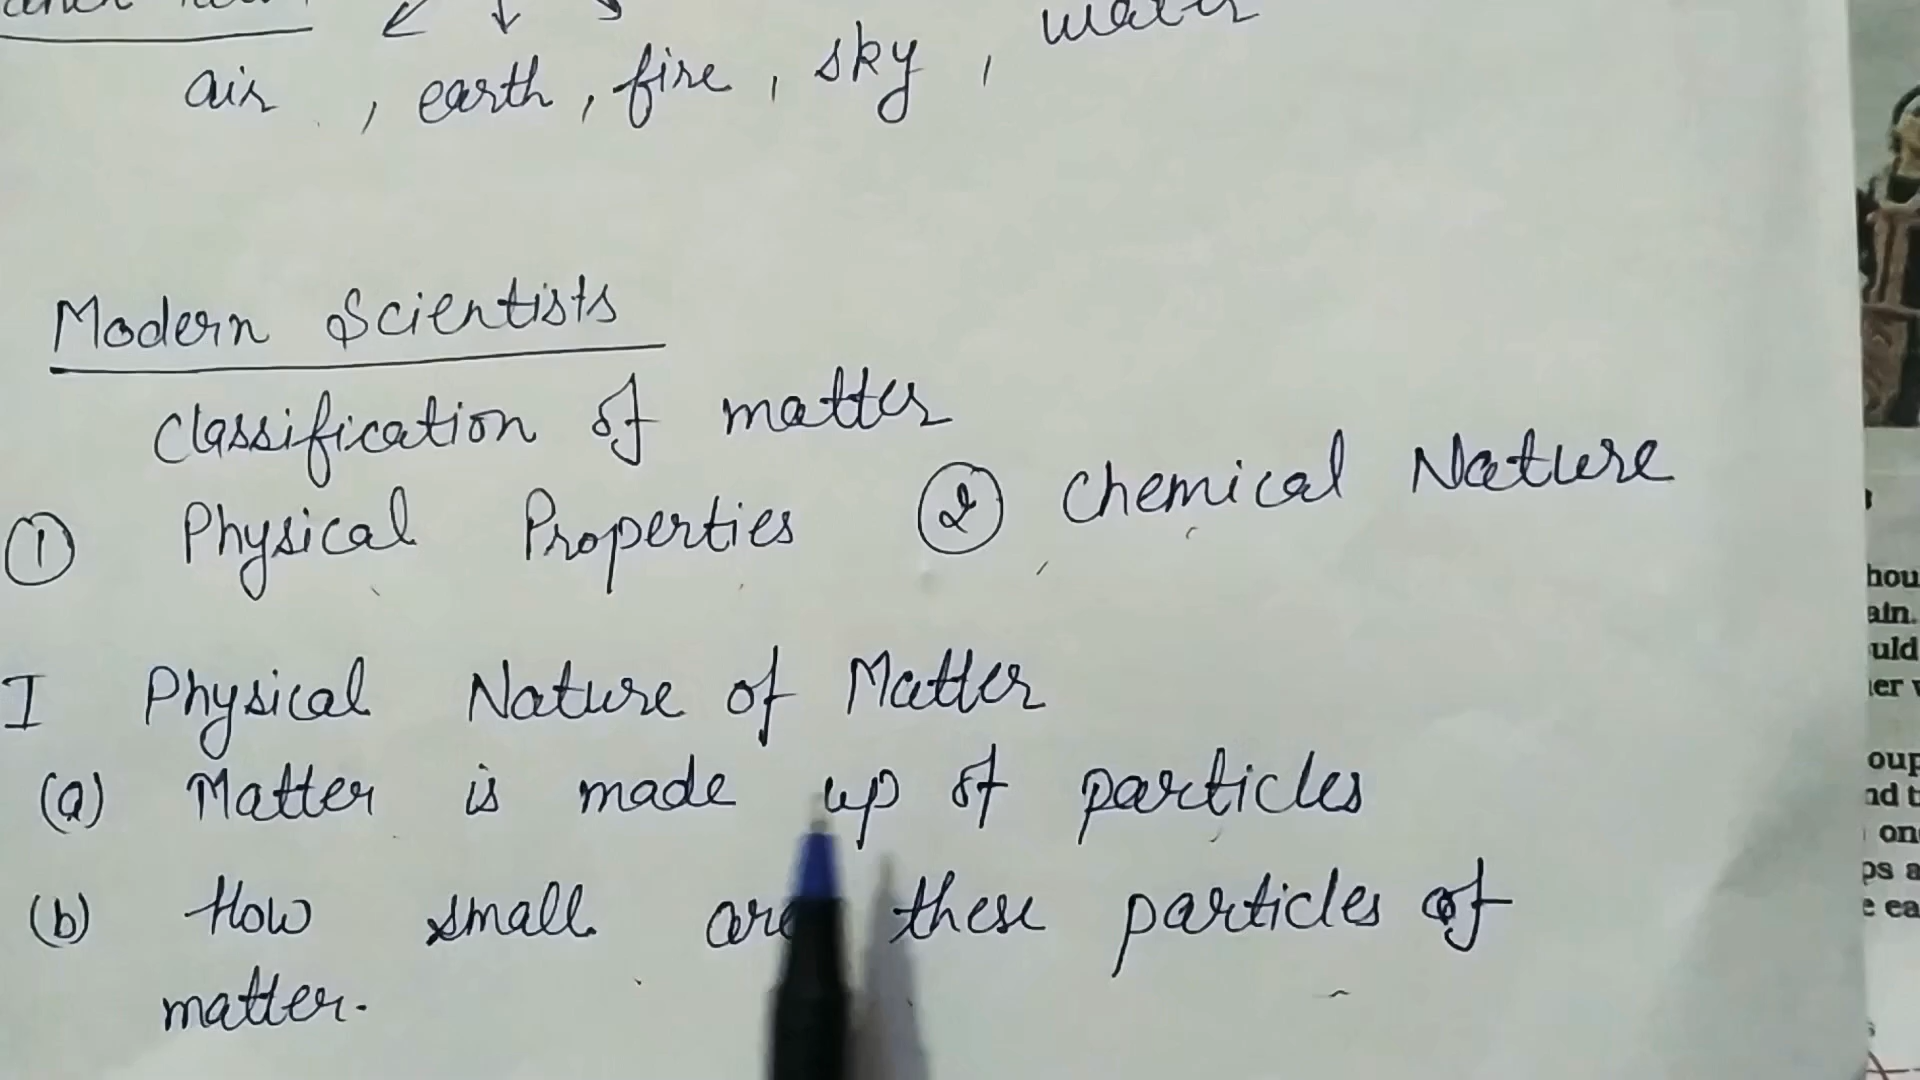 air , earth, fire, sky , water
Modern Scientists
Classification of matter
① Physical Properties ② Chemical Nature
I Physical Nature of Matter
(a) Matter is made up of particles
(b) How small are these particles of
matter.